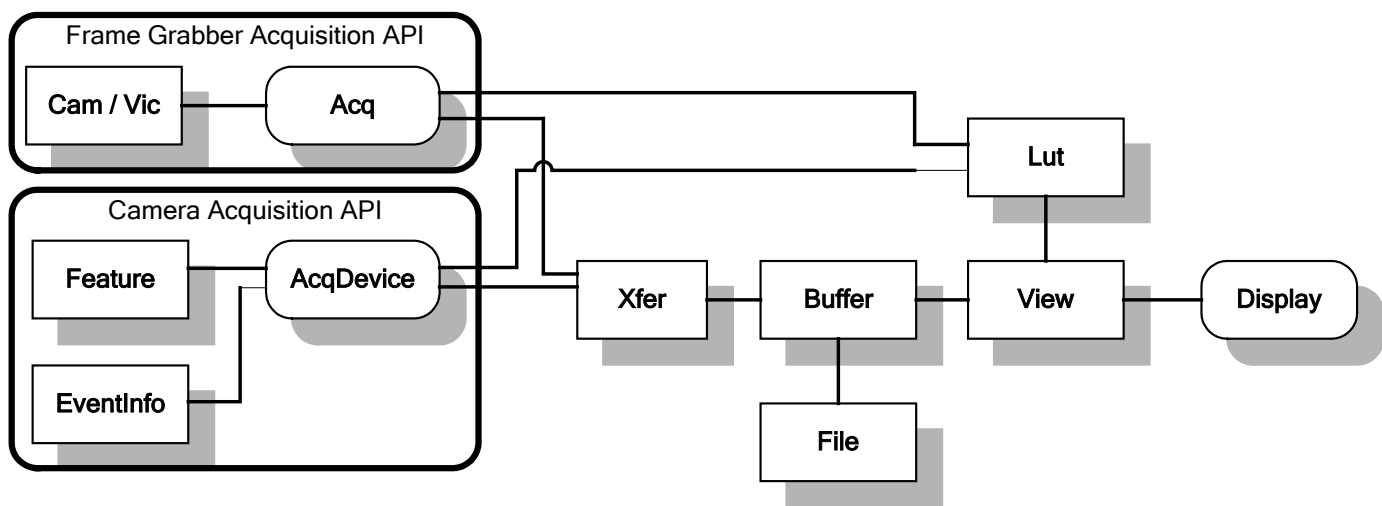 Frame Grabber Acquisition API
Cam / Vic
Acq
Lut
Camera Acquisition API
Feature
AcqDevice
Xfer
Buffer
View
Display
EventInfo
File